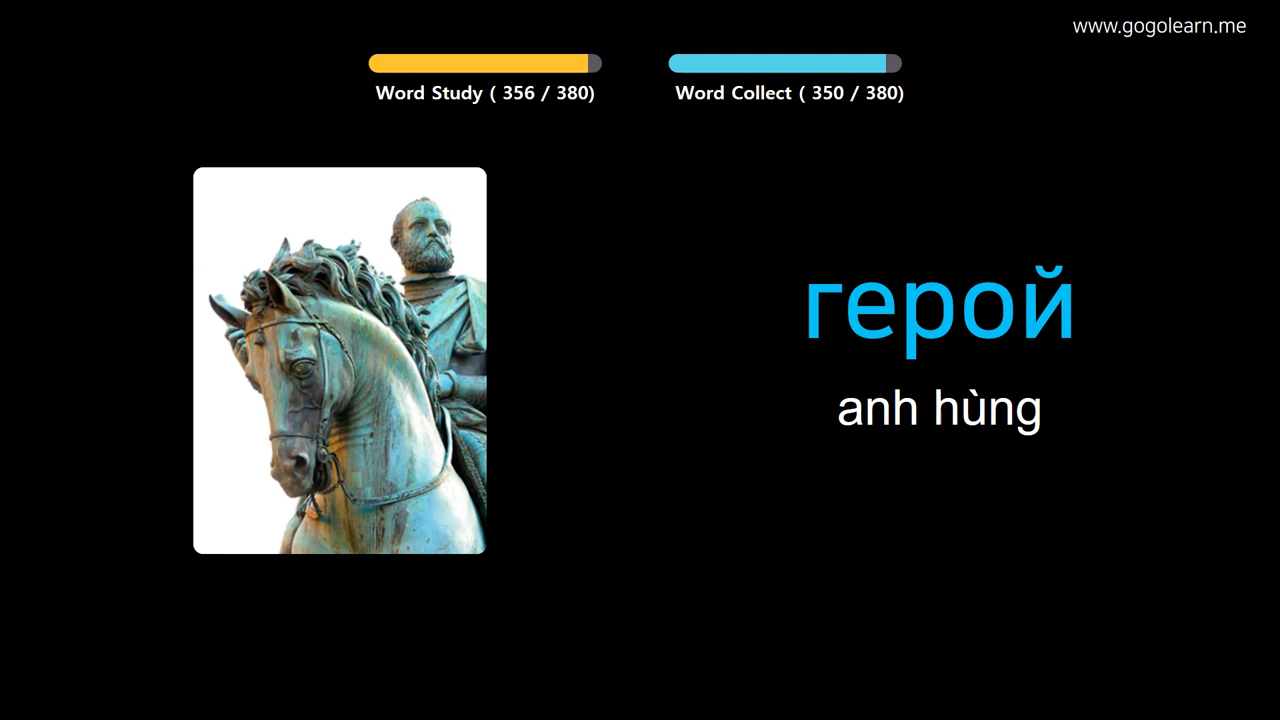 www.gogolearn.me
Word Study ( 356 / 380)
Word Collect ( 350 / 380)
герой
anh hùng